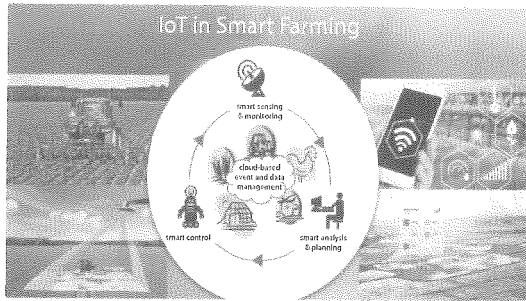 IoT in Smart Farming
smart sensing
& monitoring
cloud-based
event and data
management
smart control
smart analysis
& planning